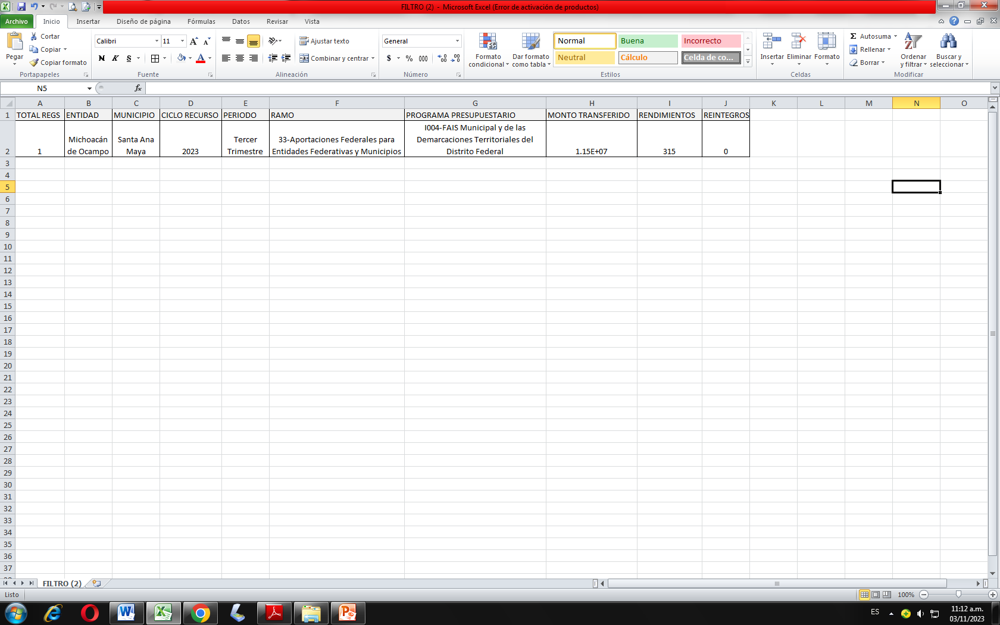 FILTRO (2) - Microsoft Excel (Error de activación de productos)
Archivo Inicio Insertar Diseño de página Fórmulas Datos Revisar Vista
Pegar
Cortar
Copiar
Copiar formato
Portapapeles
Calibri 11
N K S
Fuente
Ajustar texto
Combinar y centrar
Alineación
General
$ % 000
Número
Formato condicional
Dar formato como tabla
Normal Buena Incorrecto
Neutral Cálculo Celda de co...
Estilos
Insertar Eliminar Formato
Celdas
Autosuma
Rellenar
Borrar
Ordenar y filtrar
Buscar y seleccionar
Modificar
N5 fx
A B C D E F G H I J K L M N O
1 TOTAL REGS ENTIDAD MUNICIPIO CICLO RECURSO PERIODO RAMO PROGRAMA PRESUPUESTARIO MONTO TRANSFERIDO RENDIMIENTOS REINTEGROS
2 1 Michoacán de Ocampo Santa Ana Maya 2023 Tercer Trimestre 33-Aportaciones Federales para Entidades Federativas y Municipios I004-FAIS Municipal y de las Demarcaciones Territoriales del Distrito Federal 1.15E+07 315 0
3
4
5
6
7
8
9
10
11
12
13
14
15
16
17
18
19
20
21
22
23
24
25
26
27
28
29
30
31
32
33
34
35
36
37
FILTRO (2)
Listo 100%
ES 11:12 a.m.
03/11/2023